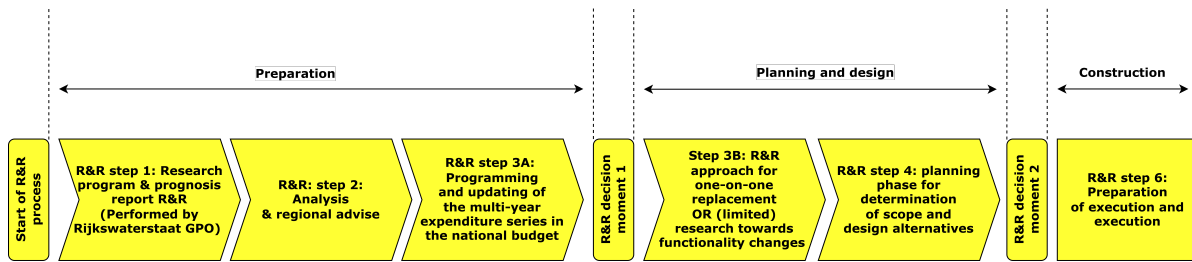 Preparation
Planning and design
Construction
Start of R&R
process
R&R step 1: Research
program & prognosis
report R&R
(Performed by
Rijkswaterstaat GPO)
R&R: step 2:
Analysis
& regional advise
R&R step 3A:
Programming
and updating of
the multi-year
expenditure series in
the national budget
R&R decision
moment 1
Step 3B: R&R
approach for
one-on-one
replacement
OR (limited)
research towards
functionality changes
R&R step 4: planning
phase for
determination
of scope and
design alternatives
R&R decision
moment 2
R&R step 6:
Preparation
of execution and
execution